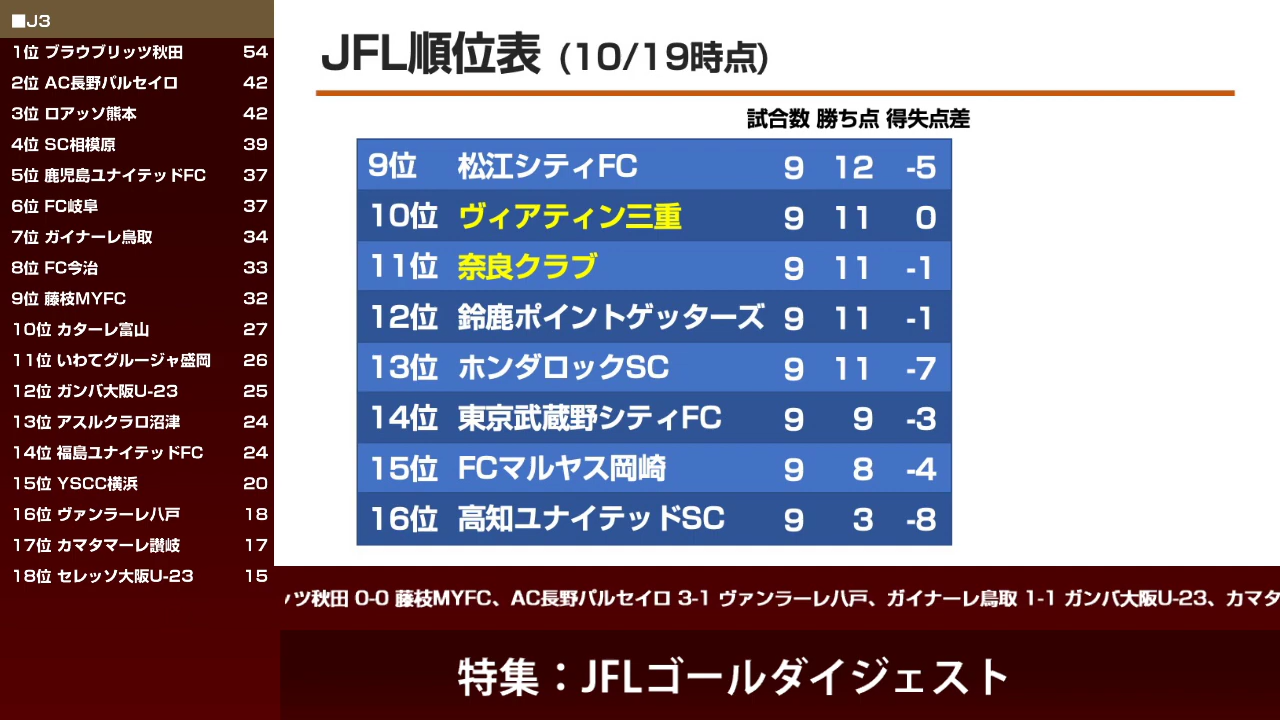 ■J3
1位 ブラウブリッツ秋田 54
2位 AC長野パルセイロ 42
3位 ロアッソ熊本 42
4位 SC相模原 39
5位 鹿児島ユナイテッドFC 37
6位 FC岐阜 37
7位 ガイナーレ鳥取 34
8位 FC今治 33
9位 藤枝MYFC 32
10位 カターレ富山 27
11位 いわてグルージャ盛岡 26
12位 ガンバ大阪U-23 25
13位 アスルクラロ沼津 24
14位 福島ユナイテッドFC 24
15位 YSCC横浜 20
16位 ヴァンラーレ八戸 18
17位 カマタマーレ讃岐 17
18位 セレッソ大阪U-23 15
JFL順位表 (10/19時点)
試合数 勝ち点 得失点差
9位 松江シティFC 9 12 -5
10位 ヴィアティン三重 9 11 0
11位 奈良クラブ 9 11 -1
12位 鈴鹿ポイントゲッターズ 9 11 -1
13位 ホンダロックSC 9 11 -7
14位 東京武蔵野シティFC 9 9 -3
15位 FCマルヤス岡崎 9 8 -4
16位 高知ユナイテッドSC 9 3 -8
ッツ秋田 0-0 藤枝MYFC、AC長野パルセイロ 3-1 ヴァンラーレ八戸、ガイナーレ鳥取 1-1 ガンバ大阪U-23、カマタ
特集：JFLゴールダイジェスト